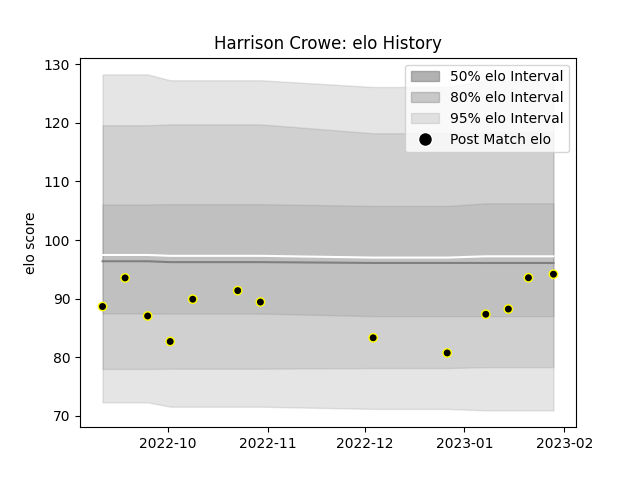 Harrison Crowe: elo History
130
120
110
100
90
80
70
elo score
50% elo Interval
80% elo Interval
95% elo Interval
Post Match elo
2022-10
2022-11
2022-12
2023-01
2023-02